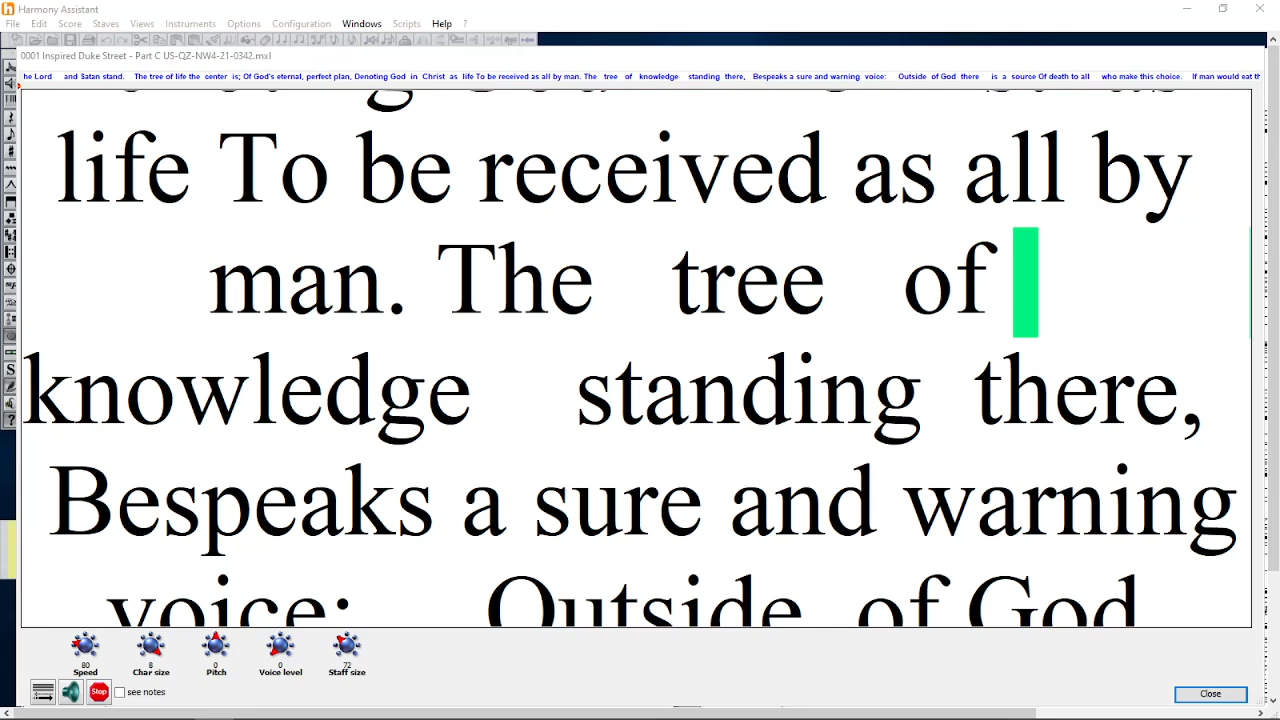 Harmony Assistant
File Edit Score Staves Views Instruments Options Configuration Windows Scripts Help ?
0001 Inspired Duke Street - Part C US-QZ-NW4-21-0342.mxl
he Lord and Satan stand. The tree of life the center is; Of God's eternal, perfect plan, Denoting God in Christ as life To be received as all by man. The tree of knowledge standing there, Bespeaks a sure and warning voice: Outside of God there is a source Of death to all who make this choice. If man would eat th
life To be received as all by
man. The tree of
knowledge standing there,
Bespeaks a sure and warning
voice: Outside of God
80 8 0 0 72
Speed Char size Pitch Voice level Staff size
Stop see notes
Close